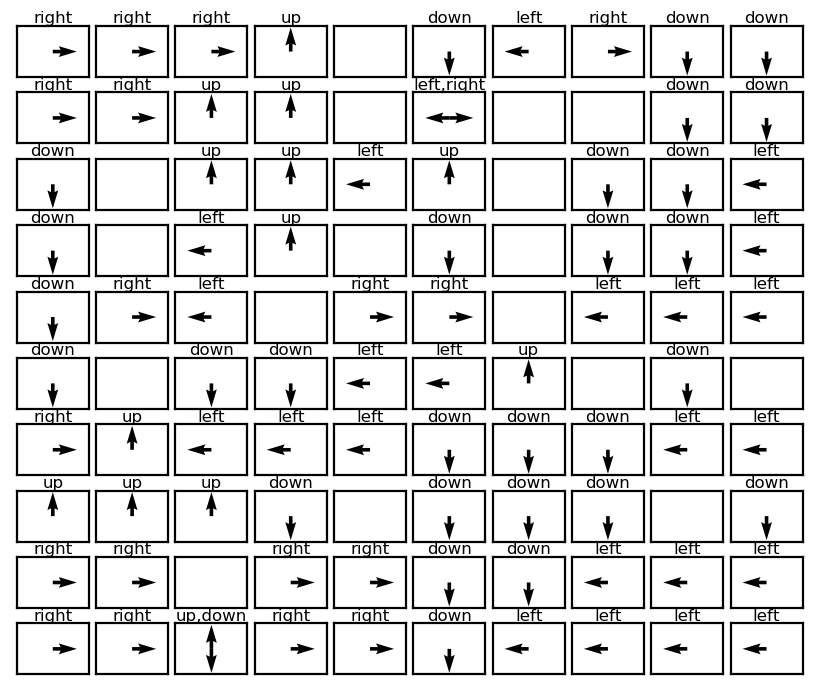 right right right up down left right down down
right right up up left,right down down
down up up left up down down left
down left up down down down left
down right left right right left left left
down down down left left up down
right up left left left down down down left left
up up up down down down down down
right right right right down down left left left
right right up,down right right down left left left left